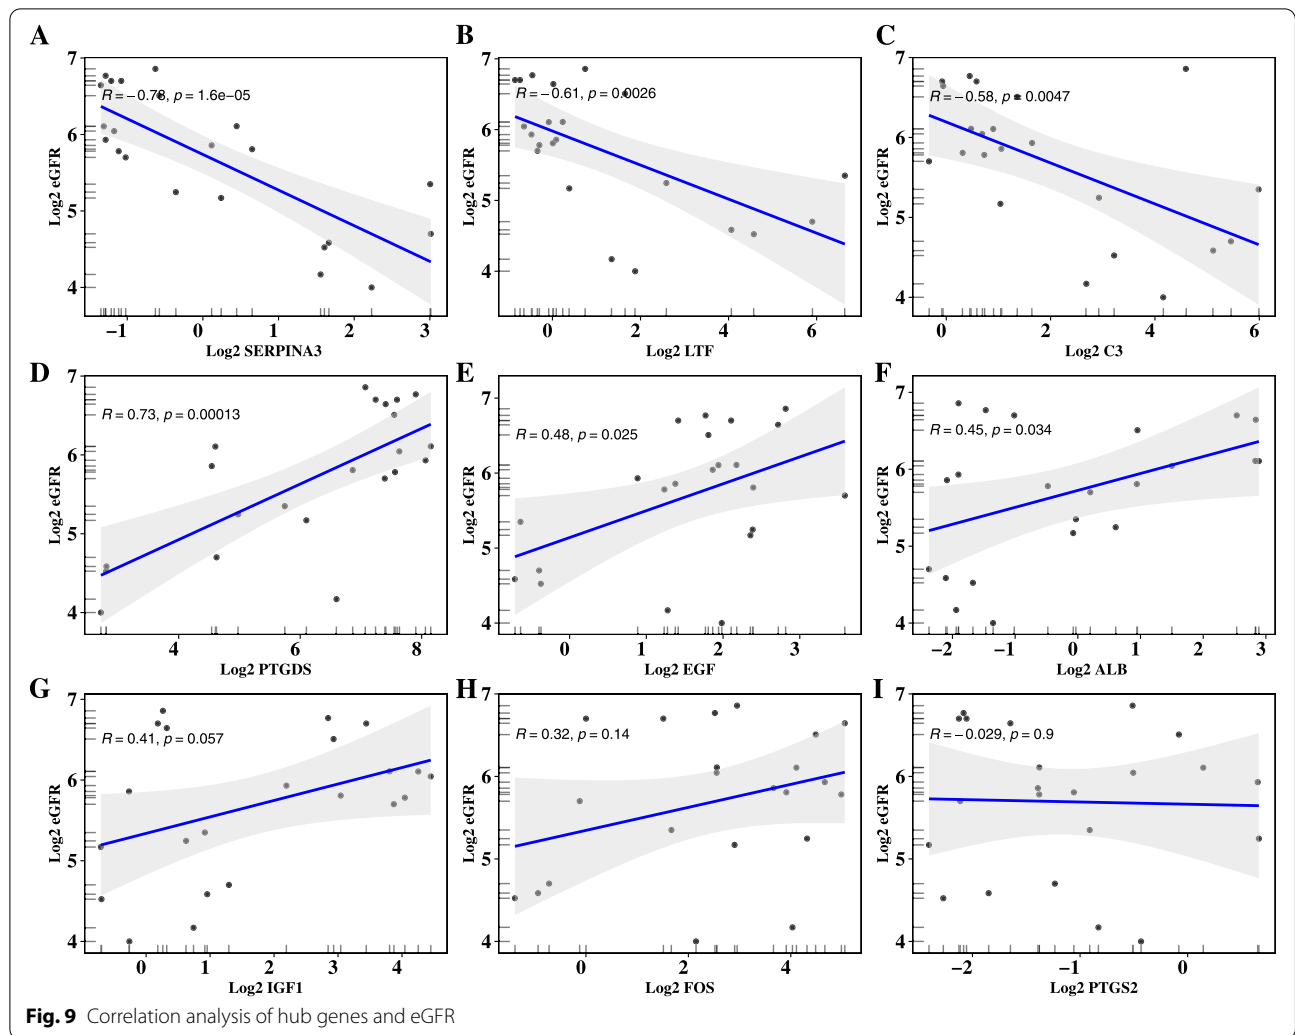 A
B
C
7
6
5
4
Log2 eGFR
R = −0.78, p = 1.6e−05
−1
0
1
2
3
Log2 SERPINA3
7
6
5
4
Log2 eGFR
R = −0.61, p = 0.0026
0
2
4
6
Log2 LTF
7
6
5
4
Log2 eGFR
R = −0.58, p = 0.0047
0
2
4
6
Log2 C3
D
E
F
7
6
5
4
Log2 eGFR
R = 0.73, p = 0.00013
4
6
8
Log2 PTGDS
7
6
5
4
Log2 eGFR
R = 0.48, p = 0.025
0
1
2
3
Log2 EGF
7
6
5
4
Log2 eGFR
R = 0.45, p = 0.034
−2
−1
0
1
2
3
Log2 ALB
G
H
I
7
6
5
4
Log2 eGFR
R = 0.41, p = 0.057
0
1
2
3
4
Log2 IGF1
7
6
5
4
Log2 eGFR
R = 0.32, p = 0.14
0
2
4
Log2 FOS
7
6
5
4
Log2 eGFR
R = −0.029, p = 0.9
−2
−1
0
Log2 PTGS2
Fig. 9 Correlation analysis of hub genes and eGFR